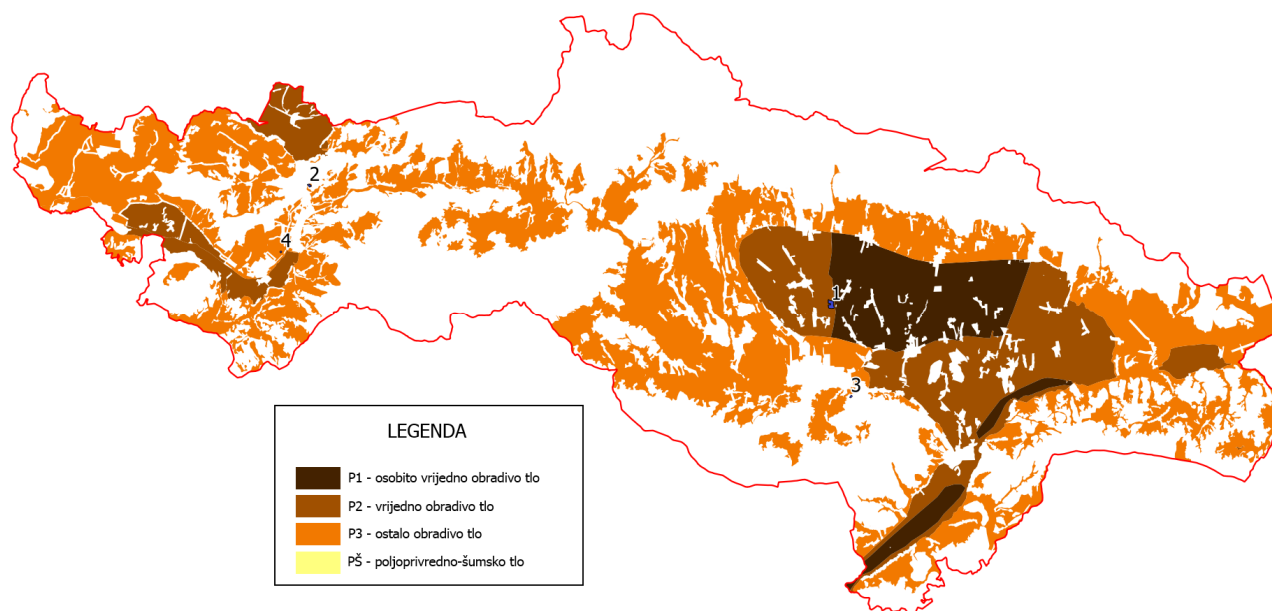 2
4
1
3
LEGENDA
P1 - osobito vrijedno obradivo tlo
P2 - vrijedno obradivo tlo
P3 - ostalo obradivo tlo
PŠ - poljoprivredno-šumsko tlo